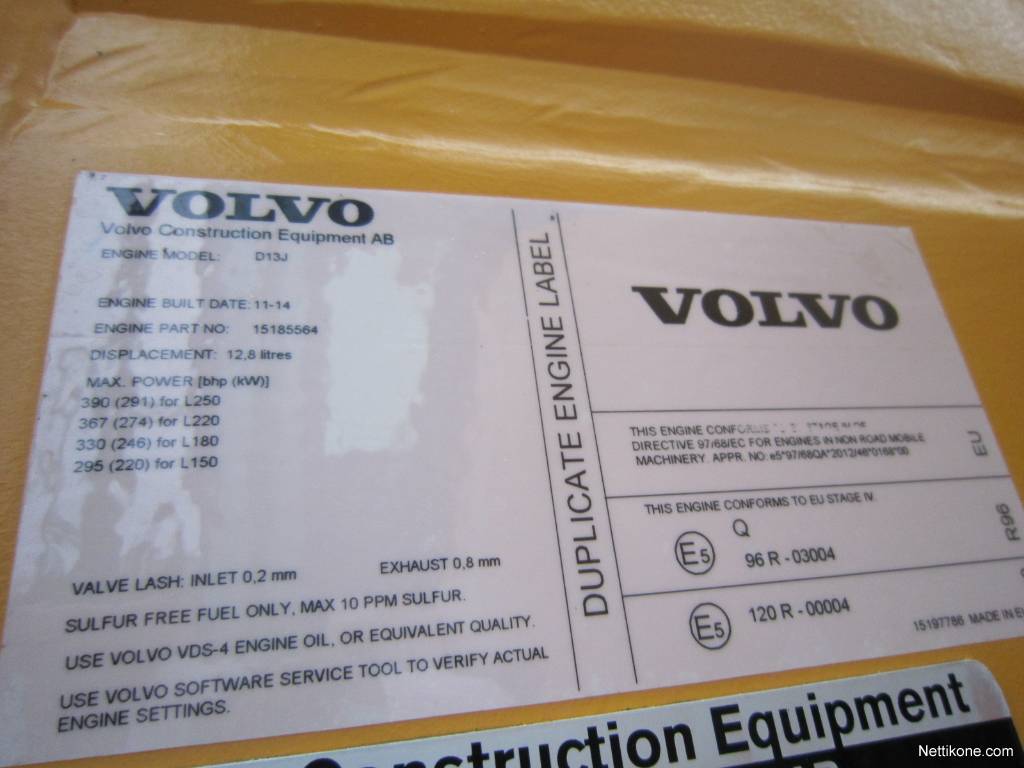 VOLVO
Volvo Construction Equipment AB
ENGINE MODEL: D13J
ENGINE BUILT DATE: 11-14
ENGINE PART NO: 15185564
DISPLACEMENT: 12,8 litres
MAX. POWER [bhp (kW)]
390 (291) for L250
367 (274) for L220
330 (246) for L180
295 (220) for L150
VALVE LASH: INLET 0,2 mm EXHAUST 0,8 mm
SULFUR FREE FUEL ONLY, MAX 10 PPM SULFUR.
USE VOLVO VDS-4 ENGINE OIL, OR EQUIVALENT QUALITY.
USE VOLVO SOFTWARE SERVICE TOOL TO VERIFY ACTUAL
ENGINE SETTINGS.
DUPLICATE ENGINE LABEL
VOLVO
THIS ENGINE CONFORMS TO
DIRECTIVE 97/68/EC FOR ENGINES IN NON ROAD MOBILE
MACHINERY. APPR. NO: e5*97/68QA*2012/46*0168*00
EU
THIS ENGINE CONFORMS TO EU STAGE IV
Q
E5 96 R - 03004
R96
E5 120 R - 00004
15197786 MADE IN
Construction Equipment
Nettikone.com